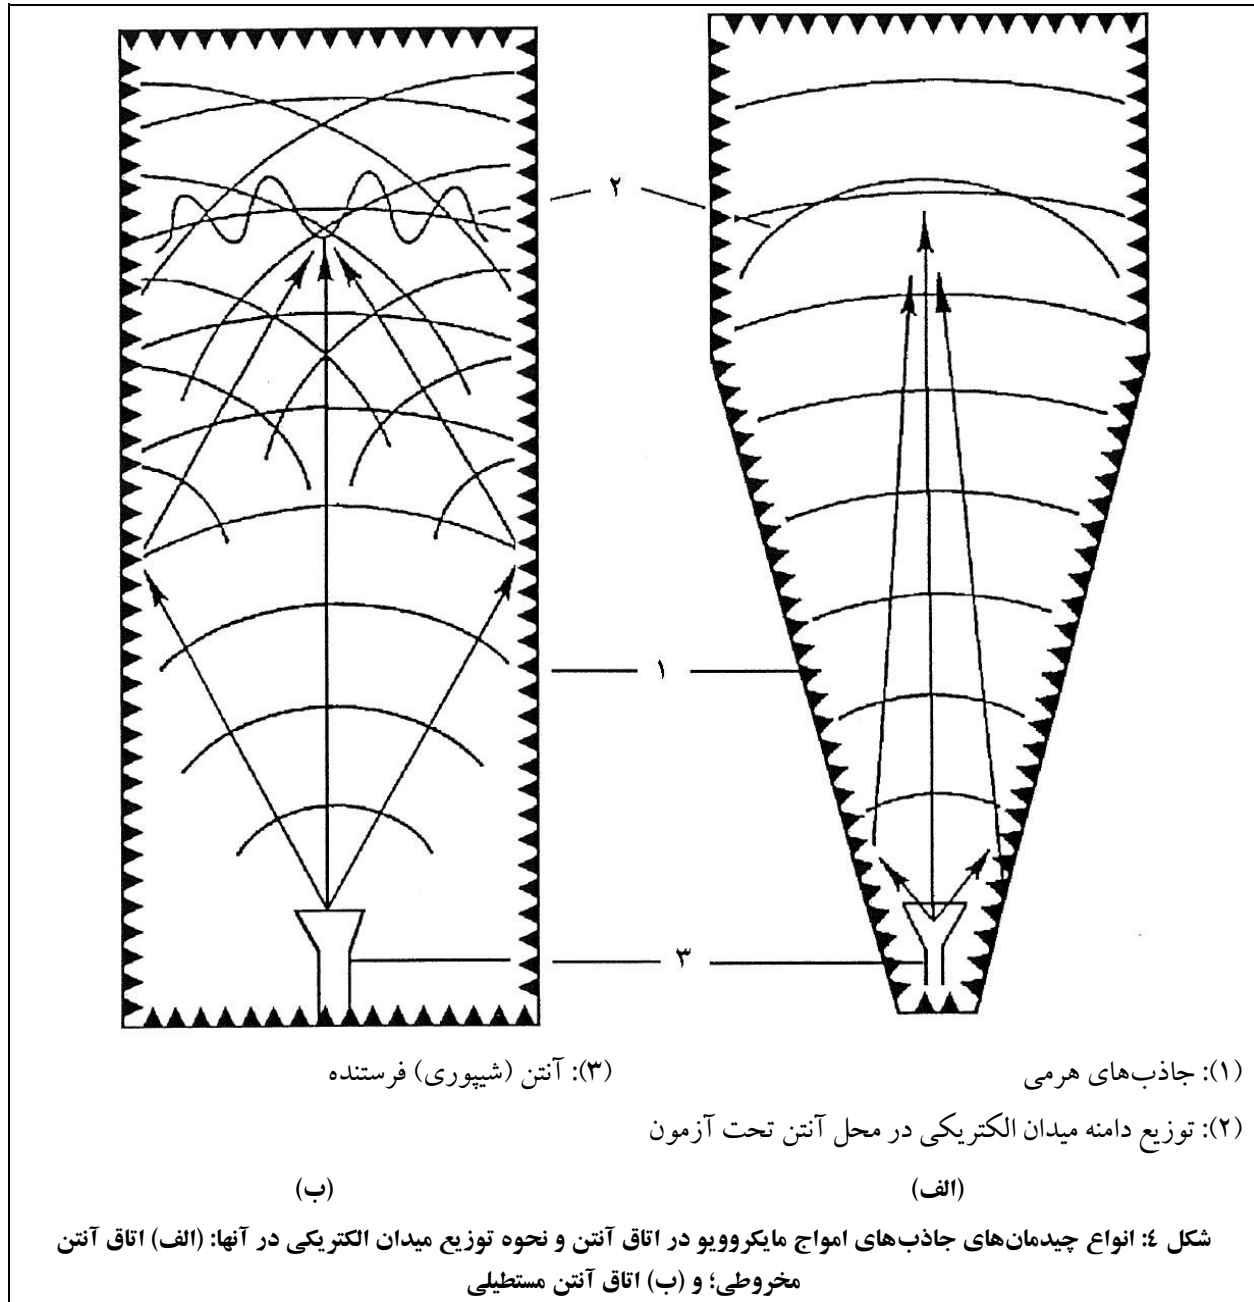 ۲
۱
۳
(۱): جاذب‌های هرمی
(۳): آنتن (شیپوری) فرستنده
(۲): توزیع دامنه میدان الکتریکی در محل آنتن تحت آزمون
(الف)
(ب)
شکل ٤: انواع چیدمان‌های جاذب‌های امواج مایکروویو در اتاق آنتن و نحوه توزیع میدان الکتریکی در آنها: (الف) اتاق آنتن
مخروطی؛ و (ب) اتاق آنتن مستطیلی